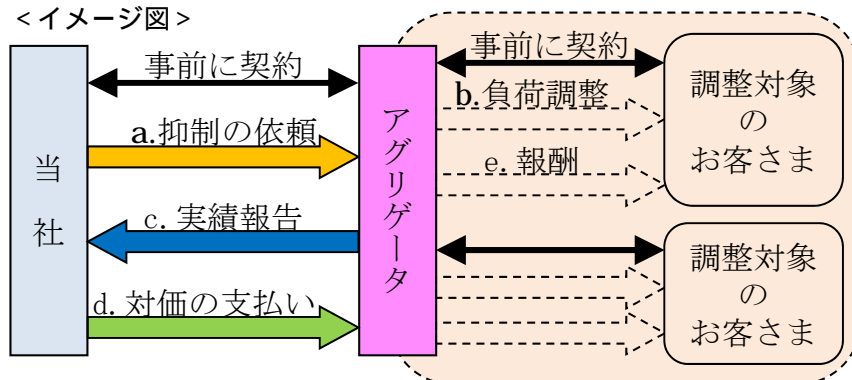 <イメージ図>
当社
事前に契約
a.抑制の依頼
c.実績報告
d.対価の支払い
アグリゲータ
事前に契約
b.負荷調整
e.報酬
調整対象
の
お客さま
調整対象
の
お客さま